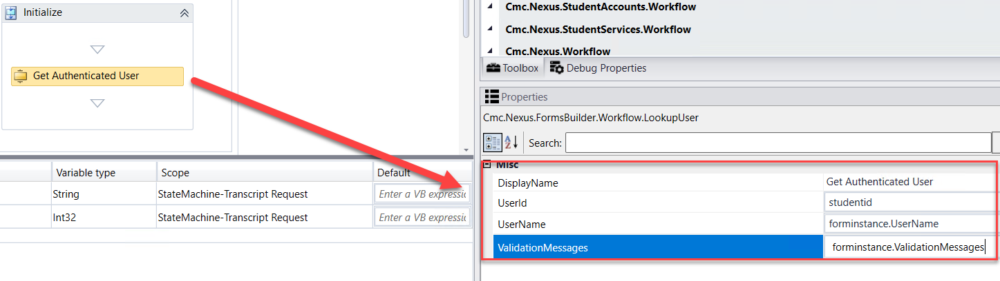 Initialize
Get Authenticated User
Variable type Scope Default
String StateMachine-Transcript Request Enter a VB expressic
Int32 StateMachine-Transcript Request Enter a VB expressic
Cmc.Nexus.StudentAccounts.Workflow
Cmc.Nexus.StudentServices.Workflow
Cmc.Nexus.Workflow
Toolbox Debug Properties
Properties
Cmc.Nexus.FormsBuilder.Workflow.LookupUser
A Z Search:
Misc
DisplayName Get Authenticated User
UserId studentid
UserName forminstance.UserName
ValidationMessages forminstance.ValidationMessages